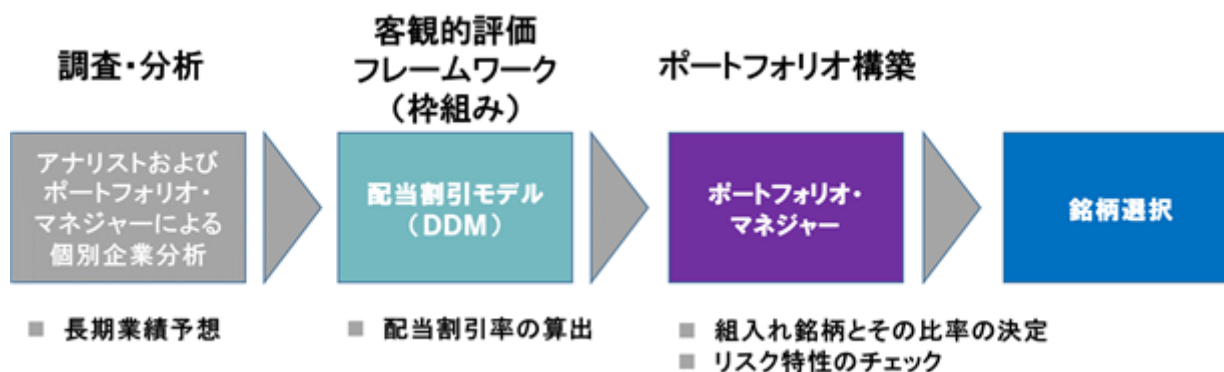 調査・分析
客観的評価
フレームワーク
（枠組み）
ポートフォリオ構築
アナリストおよび
ポートフォリオ・
マネジャーによる
個別企業分析
配当割引モデル
（DDM）
ポートフォリオ・
マネジャー
銘柄選択
■ 長期業績予想
■ 配当割引率の算出
■ 組入れ銘柄とその比率の決定
■ リスク特性のチェック